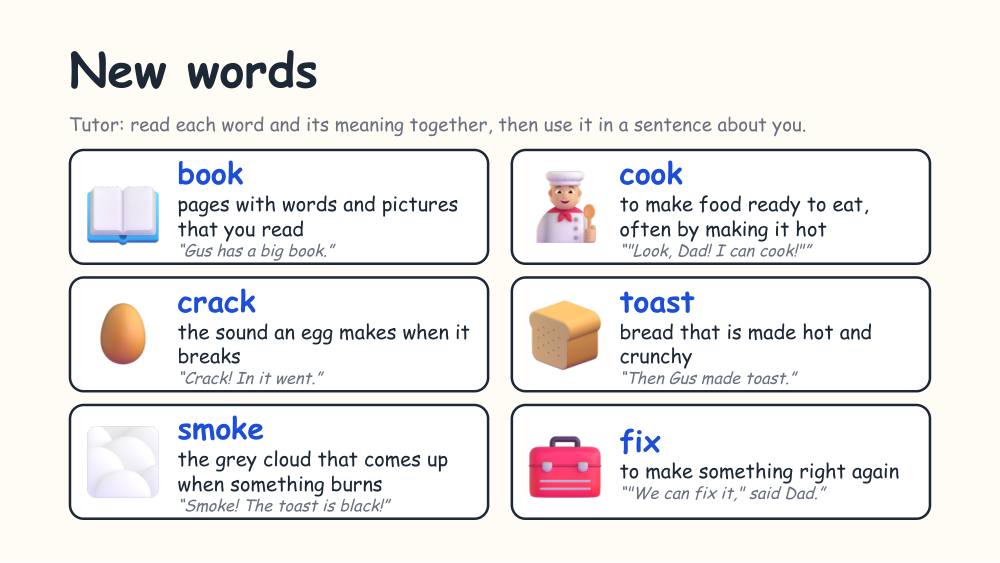 New words
Tutor: read each word and its meaning together, then use it in a sentence about you.
book
pages with words and pictures
that you read
“Gus has a big book.”
cook
to make food ready to eat,
often by making it hot
“"Look, Dad! I can cook!"”
crack
the sound an egg makes when it
breaks
“Crack! In it went.”
toast
bread that is made hot and
crunchy
“Then Gus made toast.”
smoke
the grey cloud that comes up
when something burns
“Smoke! The toast is black!”
fix
to make something right again
“"We can fix it," said Dad.”